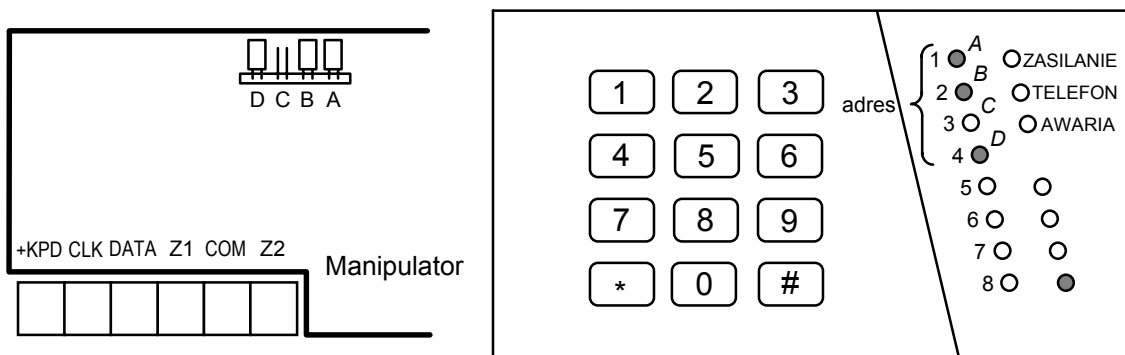 D C B A
+KPD CLK DATA Z1 COM Z2
Manipulator
1 2 3
4 5 6
7 8 9
* 0 #
adres
A
1 ZASILANIE
B
2 TELEFON
C
3 AWARIA
D
4
5
6
7
8